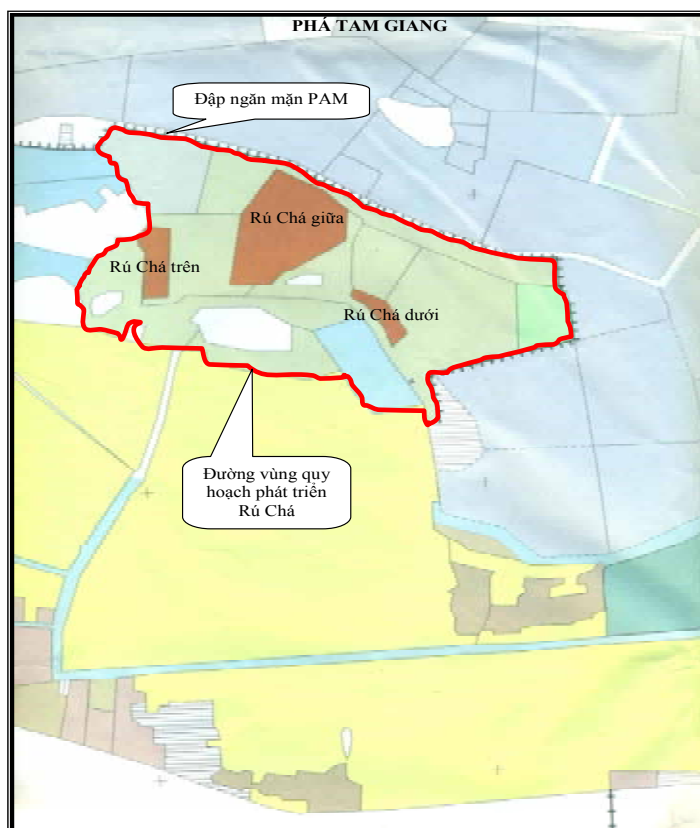 PHÁ TAM GIANG
Đập ngăn mặn PAM
Rú Chá giữa
Rú Chá trên
Rú Chá dưới
Đường vùng quy
hoạch phát triển
Rú Chá